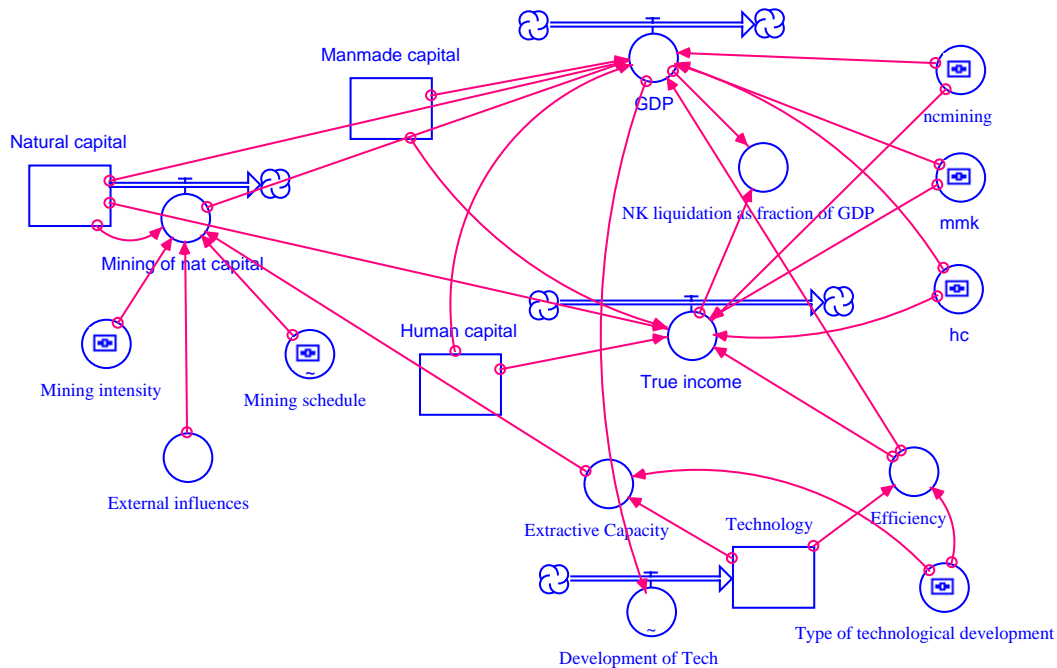 Manmade capital
GDP
ncmining
Natural capital
NK liquidation as fraction of GDP
mmk
Mining of nat capital
Human capital
hc
Mining intensity
Mining schedule
~
True income
External influences
Extractive Capacity
Technology
Efficiency
~
Type of technological development
Development of Tech